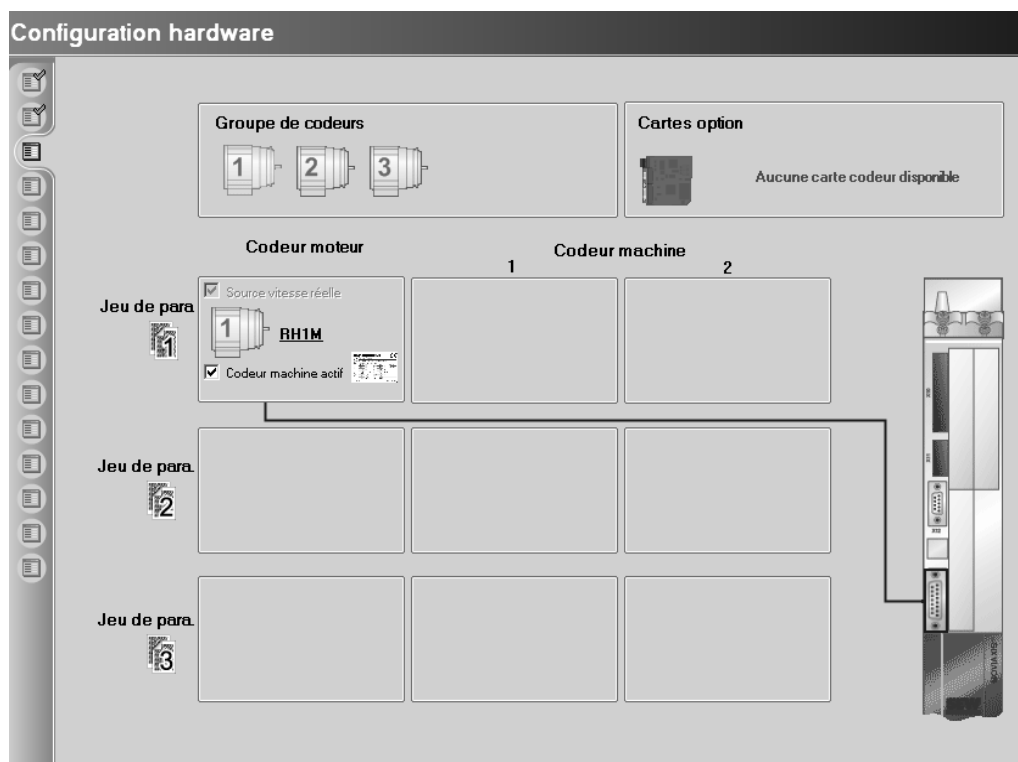 Configuration hardware
Groupe de codeurs
1 2 3
Cartes option
Aucune carte codeur disponible
Codeur moteur
Codeur machine
1 2
Jeu de para
1
Source vitesse réelle
1
RH1M
Codeur machine actif
Jeu de para.
2
Jeu de para.
3